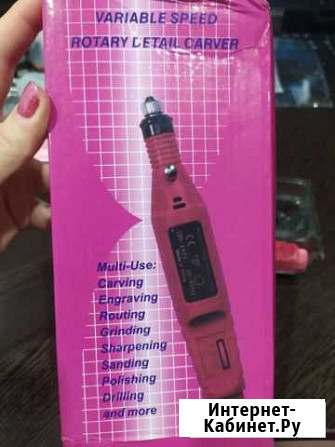 VARIABLE SPEED
ROTARY DETAIL CARVER
Multi-Use:
Carving
Engraving
Routing
Grinding
Sharpening
Sanding
Polishing
Drilling
and more
Интернет-
Кабинет.Ру